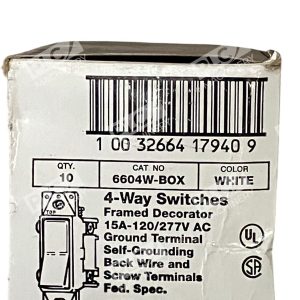 1 00 32664 17940 9
QTY. CAT NO COLOR
10 6604W-BOX WHITE
4-Way Switches
Framed Decorator
15A-120/277V AC
Ground Terminal
Self-Grounding
Back Wire and
Screw Terminals
Fed. Spec.
UL